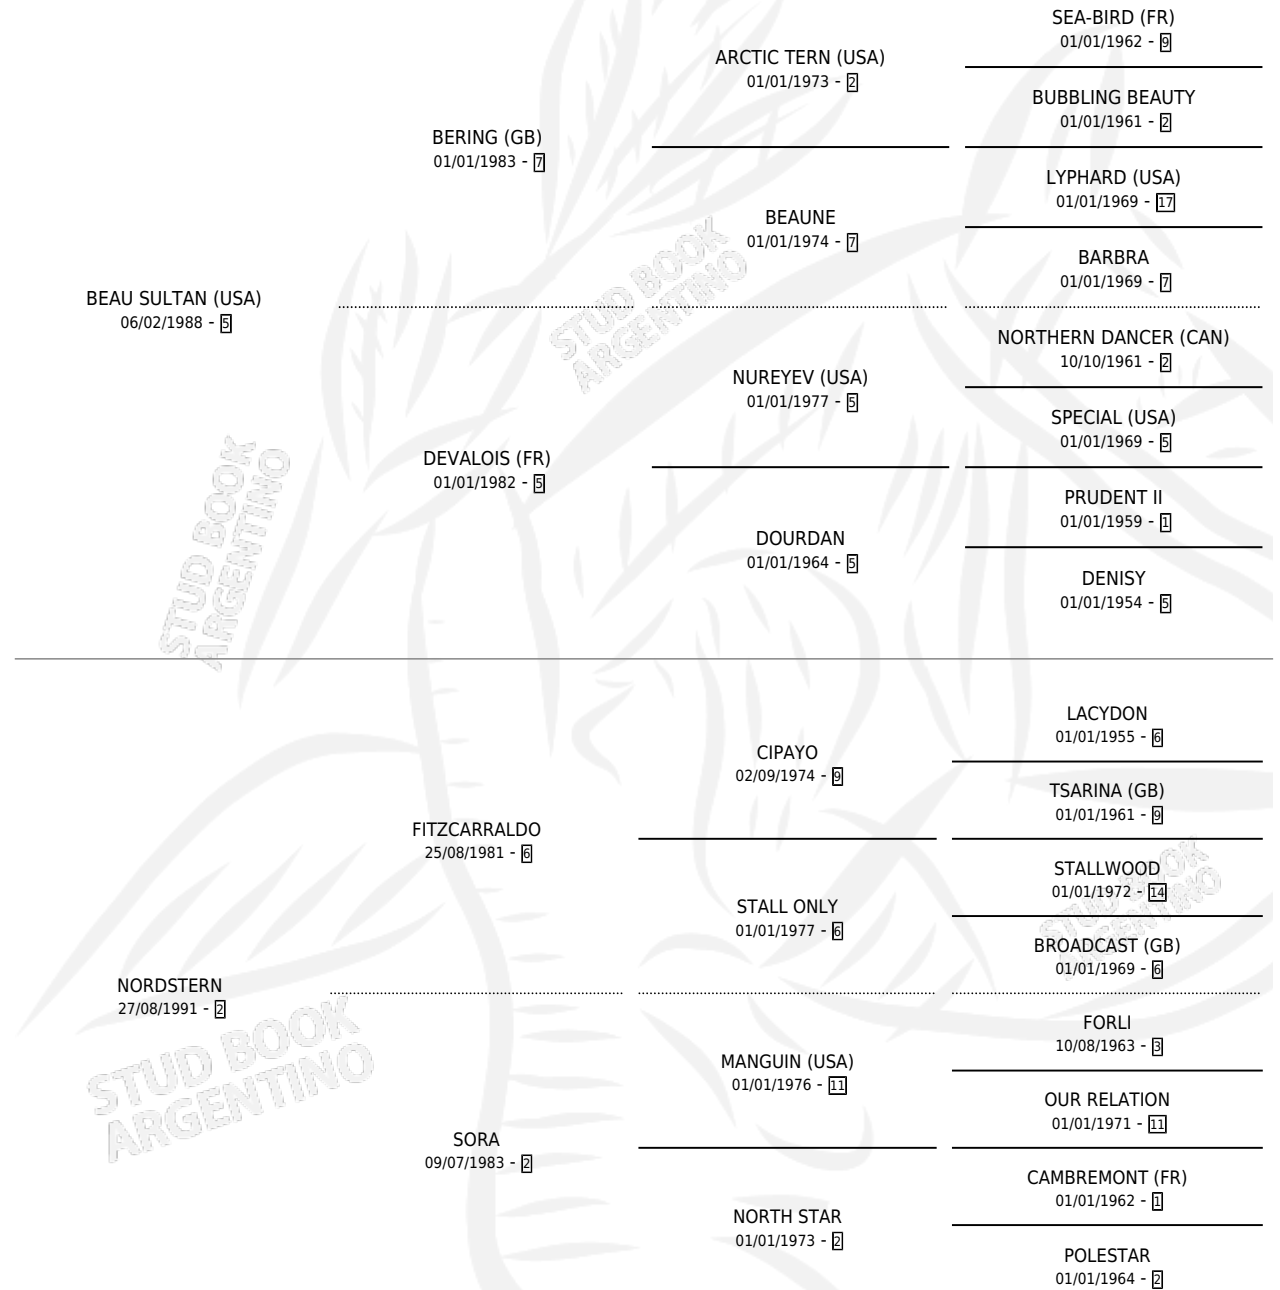 SEA-BIRD (FR)
01/01/1962 - 9
ARCTIC TERN (USA)
01/01/1973 - 2
BUBBLING BEAUTY
01/01/1961 - 2
BERING (GB)
01/01/1983 - 7
LYPHARD (USA)
01/01/1969 - 17
BEAUNE
01/01/1974 - 7
BARBRA
01/01/1969 - 7
BEAU SULTAN (USA)
06/02/1988 - 5
NORTHERN DANCER (CAN)
10/10/1961 - 2
NUREYEV (USA)
01/01/1977 - 5
SPECIAL (USA)
01/01/1969 - 5
DEVALOIS (FR)
01/01/1982 - 5
PRUDENT II
01/01/1959 - 1
DOURDAN
01/01/1964 - 5
DENISY
01/01/1954 - 5
LACYDON
01/01/1955 - 6
CIPAYO
02/09/1974 - 9
TSARINA (GB)
01/01/1961 - 9
FITZCARRALDO
25/08/1981 - 6
STALLWOOD
01/01/1972 - 14
STALL ONLY
01/01/1977 - 6
BROADCAST (GB)
01/01/1969 - 6
NORDSTERN
27/08/1991 - 2
FORLI
10/08/1963 - 3
MANGUIN (USA)
01/01/1976 - 11
OUR RELATION
01/01/1971 - 11
SORA
09/07/1983 - 2
CAMBREMONT (FR)
01/01/1962 - 1
NORTH STAR
01/01/1973 - 2
POLESTAR
01/01/1964 - 2
STUD BOOK
ARGENTINO
STUD BOOK
ARGENTINO
STUD BOOK
ARGENTINO
STUD BOOK
ARGENTINO